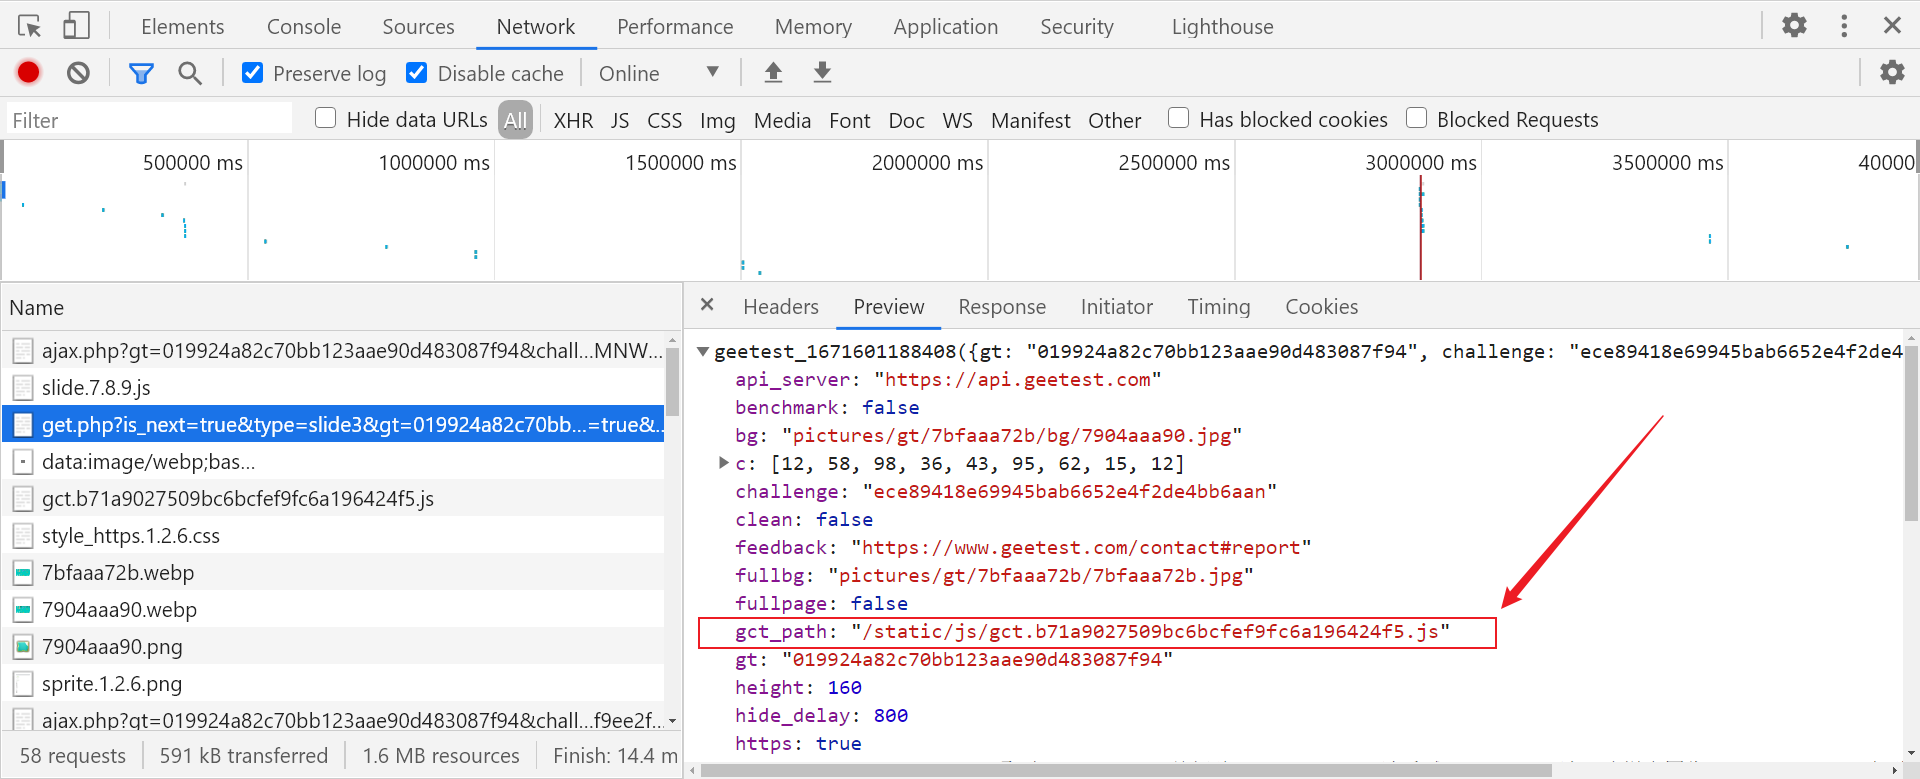 Elements Console Sources Network Performance Memory Application Security Lighthouse
Preserve log Disable cache Online
Filter Hide data URLs All XHR JS CSS Img Media Font Doc WS Manifest Other Has blocked cookies Blocked Requests
500000 ms 1000000 ms 1500000 ms 2000000 ms 2500000 ms 3000000 ms 3500000 ms 40000
Name
ajax.php?gt=019924a82c70bb123aae90d483087f94&chall...MNW...
slide.7.8.9.js
get.php?is_next=true&type=slide3&gt=019924a82c70bb...=true&...
data:image/webp;bas...
gct.b71a9027509bc6bcfef9fc6a196424f5.js
style_https.1.2.6.css
7bfaaa72b.webp
7904aaa90.webp
7904aaa90.png
sprite.1.2.6.png
ajax.php?gt=019924a82c70bb123aae90d483087f94&chall...f9ee2f...
58 requests 591 kB transferred 1.6 MB resources Finish: 14.4 m
Headers Preview Response Initiator Timing Cookies
geetest_1671601188408({gt: "019924a82c70bb123aae90d483087f94", challenge: "ece89418e69945bab6652e4f2de4
api_server: "https://api.geetest.com"
benchmark: false
bg: "pictures/gt/7bfaaa72b/bg/7904aaa90.jpg"
c: [12, 58, 98, 36, 43, 95, 62, 15, 12]
challenge: "ece89418e69945bab6652e4f2de4bb6aan"
clean: false
feedback: "https://www.geetest.com/contact#report"
fullbg: "pictures/gt/7bfaaa72b/7bfaaa72b.jpg"
fullpage: false
gct_path: "/static/js/gct.b71a9027509bc6bcfef9fc6a196424f5.js"
gt: "019924a82c70bb123aae90d483087f94"
height: 160
hide_delay: 800
https: true